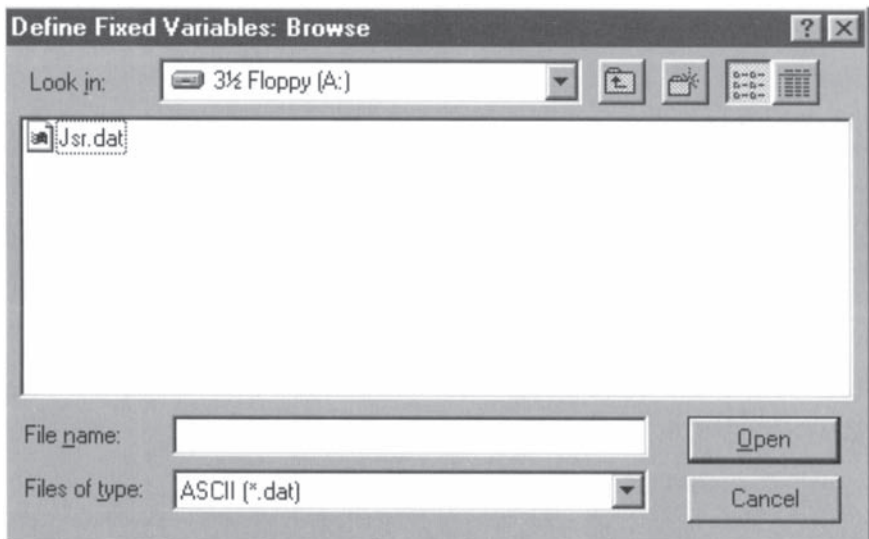 Define Fixed Variables: Browse
Look in: 3½ Floppy (A:)
Jsr.dat
File name:
Open
Files of type: ASCII (*.dat)
Cancel